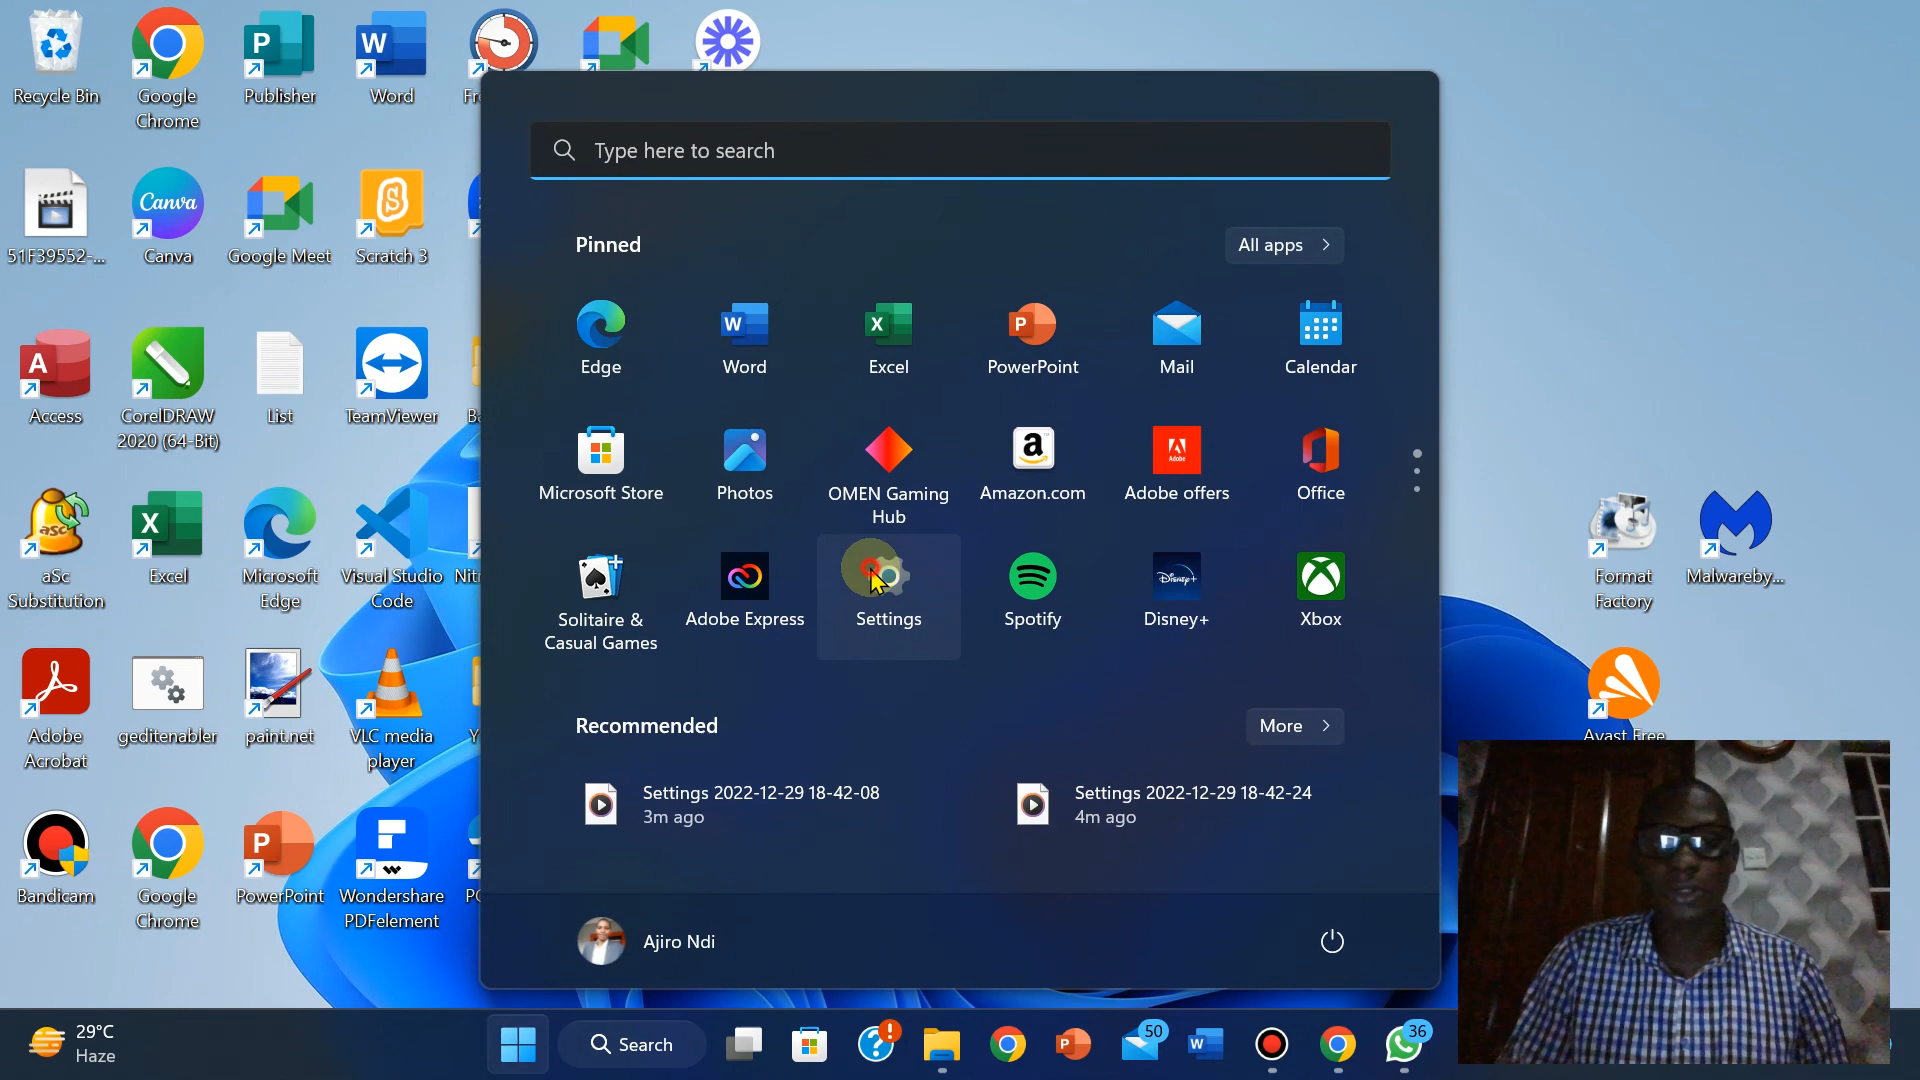 Recycle Bin
Google
Chrome
Publisher
Word
51F39552-...
Canva
Google Meet
Scratch 3
Access
CorelDRAW
2020 (64-Bit)
List
TeamViewer
aSc
Substitution
Excel
Microsoft
Edge
Visual Studio
Code
Adobe
Acrobat
geditenabler
paint.net
VLC media
player
Bandicam
Google
Chrome
PowerPoint
Wondershare
PDFelement
Type here to search
Pinned
All apps
Edge
Word
Excel
PowerPoint
Mail
Calendar
Microsoft Store
Photos
OMEN Gaming
Hub
Amazon.com
Adobe offers
Office
Solitaire &
Casual Games
Adobe Express
Settings
Spotify
Disney+
Xbox
Recommended
More
Settings 2022-12-29 18-42-08
3m ago
Settings 2022-12-29 18-42-24
4m ago
Ajiro Ndi
Format
Factory
Malwareby...
Avast Free
29°C
Haze
Search
50
36